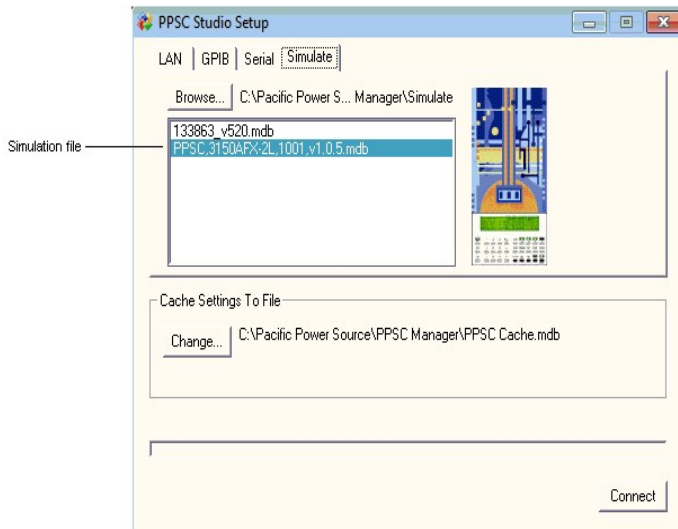 PPSC Studio Setup
LAN GPIB Serial Simulate
Browse... C:\Pacific Power S... Manager\Simulate
133863_v520.mdb
Simulation file
PPSC,3150AFX-2L,1001,v1.0.5.mdb
Cache Settings To File
Change... C:\Pacific Power Source\PPSC Manager\PPSC Cache.mdb
Connect